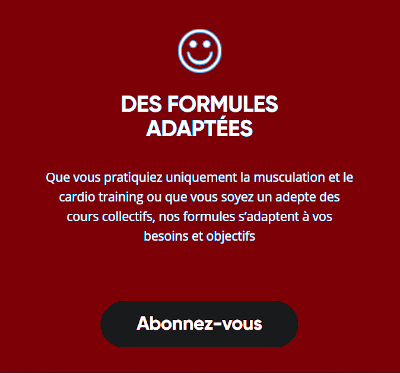 DES FORMULES
ADAPTÉES
Que vous pratiquiez uniquement la musculation et le
cardio training ou que vous soyez un adepte des
cours collectifs, nos formules s’adaptent à vos
besoins et objectifs
Abonnez-vous